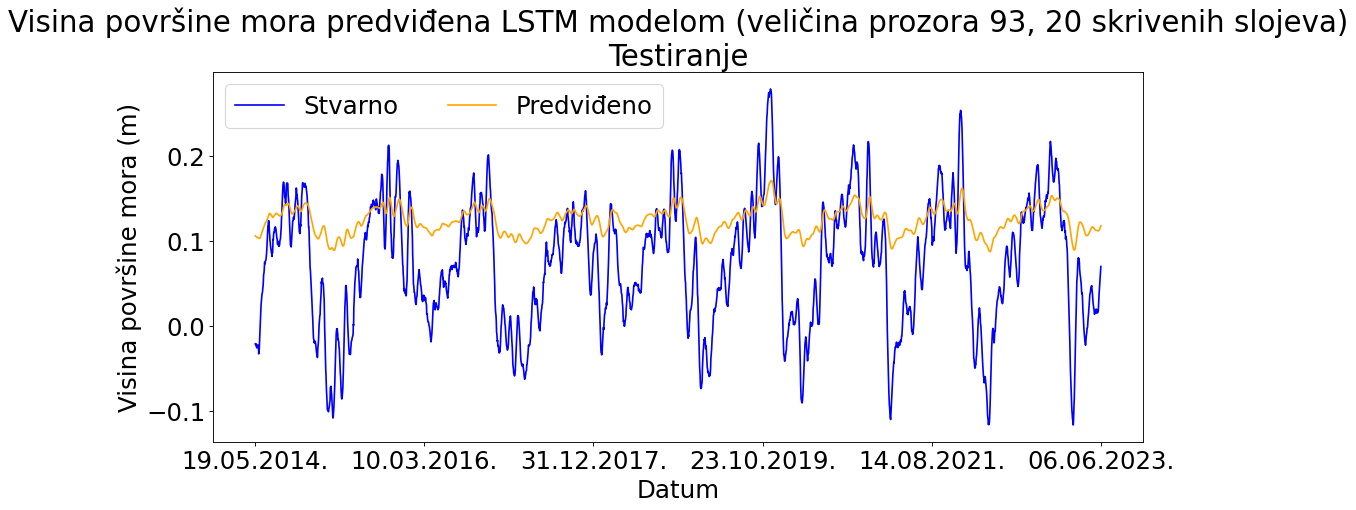 Visina površine mora predviđena LSTM modelom (veličina prozora 93, 20 skrivenih slojeva)
Testiranje
Stvarno
Predviđeno
Visina površine mora (m)
0.2
0.1
0.0
−0.1
19.05.2014.
10.03.2016.
31.12.2017.
23.10.2019.
14.08.2021.
06.06.2023.
Datum